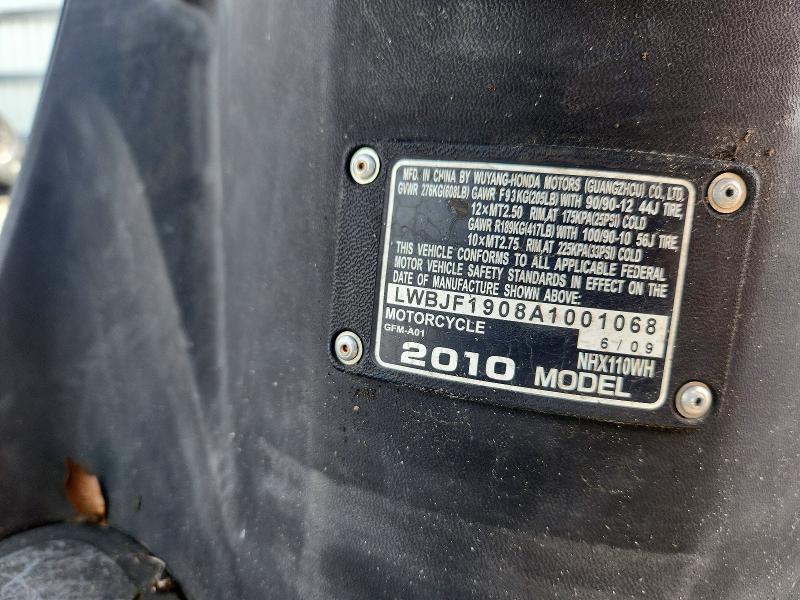 MFD. IN CHINA BY WUYANG-HONDA MOTORS (GUANGZHOU) CO., LTD.
GVWR 276KG(608LB) GAWR F93KG(205LB) WITH 90/90-12 44J TIRE,
12×MT2.50 RIM, AT 175KPA(25PSI) COLD
GAWR R189KG(417LB) WITH 100/90-10 56J TIRE,
10×MT2.75 RIM, AT 225KPA(33PSI) COLD
THIS VEHICLE CONFORMS TO ALL APPLICABLE FEDERAL
MOTOR VEHICLE SAFETY STANDARDS IN EFFECT ON THE
DATE OF MANUFACTURE SHOWN ABOVE:
LWBJF1908A1001068
MOTORCYCLE 6/09
GFM-A01 NHX110WH
2010 MODEL